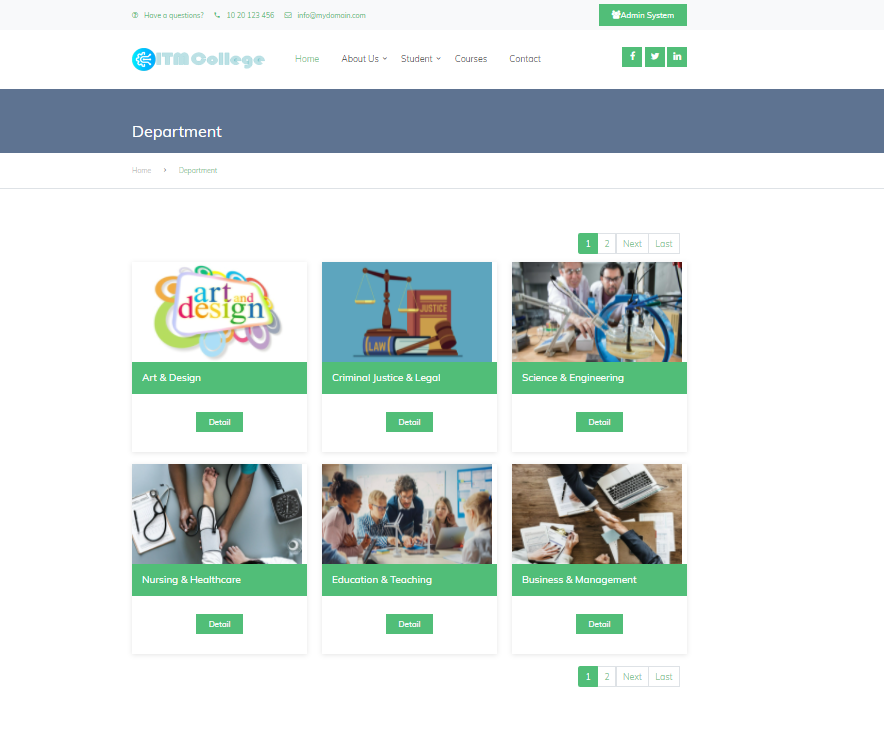 Have a questions? 10 20 123 456 info@mydomain.com Admin System
ITM College Home About Us Student Courses Contact
Department
Home › Department
1 2 Next Last
art and design
JUSTICE
LAW
Art & Design Criminal Justice & Legal Science & Engineering
Detail Detail Detail
Nursing & Healthcare Education & Teaching Business & Management
Detail Detail Detail
1 2 Next Last